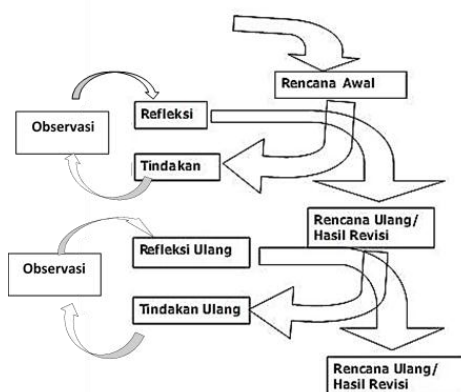 Rencana Awal
Refleksi
Observasi
Tindakan
Rencana Ulang/
Hasil Revisi
Refleksi Ulang
Observasi
Tindakan Ulang
Rencana Ulang/
Hasil Revisi